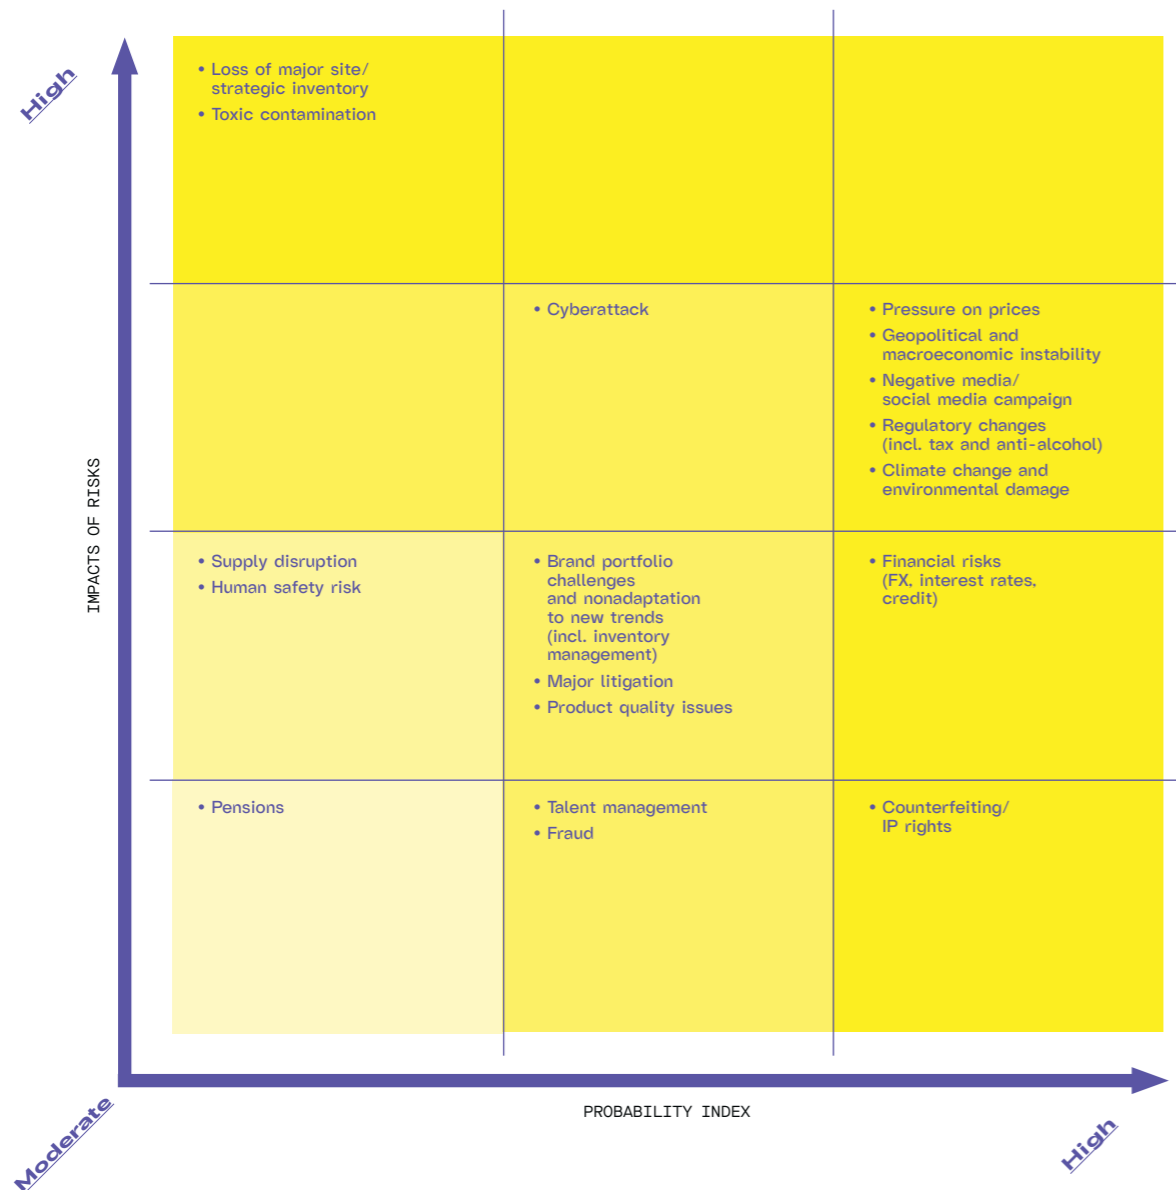 High
• Loss of major site/
strategic inventory
• Toxic contamination
• Cyberattack
• Pressure on prices
• Geopolitical and
macroeconomic instability
• Negative media/
social media campaign
• Regulatory changes
(incl. tax and anti-alcohol)
• Climate change and
environmental damage
IMPACTS OF RISKS
• Supply disruption
• Human safety risk
• Brand portfolio
challenges
and nonadaptation
to new trends
(incl. inventory
management)
• Major litigation
• Product quality issues
• Financial risks
(FX, interest rates,
credit)
• Pensions
• Talent management
• Fraud
• Counterfeiting/
IP rights
Moderate
PROBABILITY INDEX
High